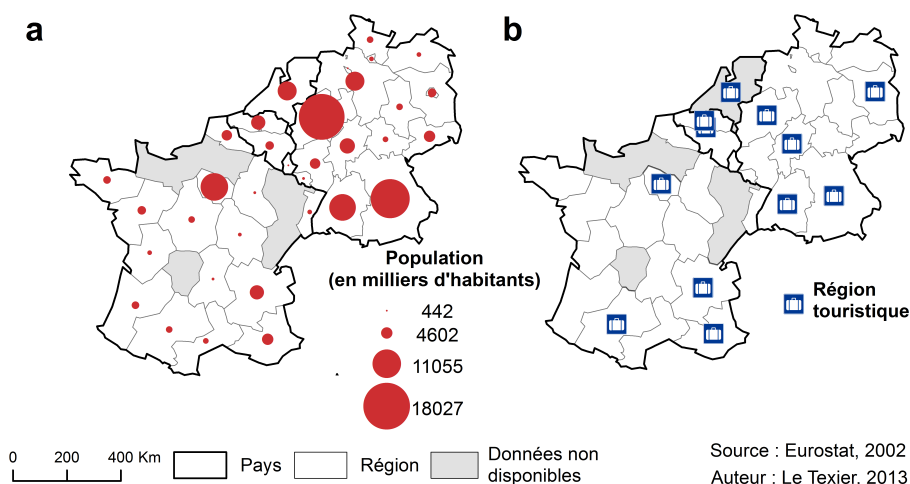 a
b
Population
(en milliers d'habitants)
442
4602
11055
18027
Région
touristique
0 200 400 Km
Pays
Région
Données non
disponibles
Source : Eurostat, 2002
Auteur : Le Texier. 2013